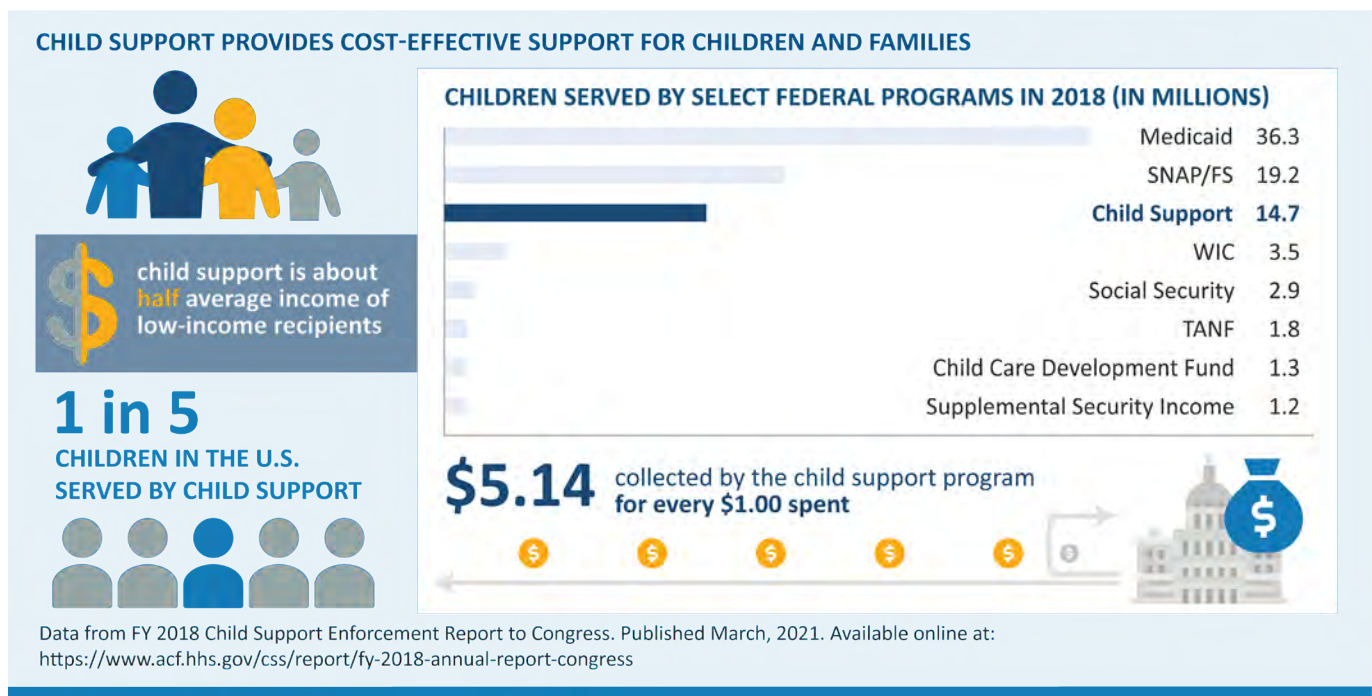 CHILD SUPPORT PROVIDES COST-EFFECTIVE SUPPORT FOR CHILDREN AND FAMILIES
$
child support is about
half average income of
low-income recipients
1 in 5
CHILDREN IN THE U.S.
SERVED BY CHILD SUPPORT
CHILDREN SERVED BY SELECT FEDERAL PROGRAMS IN 2018 (IN MILLIONS)
Medicaid 36.3
SNAP/FS 19.2
Child Support 14.7
WIC 3.5
Social Security 2.9
TANF 1.8
Child Care Development Fund 1.3
Supplemental Security Income 1.2
$5.14 collected by the child support program
for every $1.00 spent
$ $ $ $ $ $
$
Data from FY 2018 Child Support Enforcement Report to Congress. Published March, 2021. Available online at:
https://www.acf.hhs.gov/css/report/fy-2018-annual-report-congress